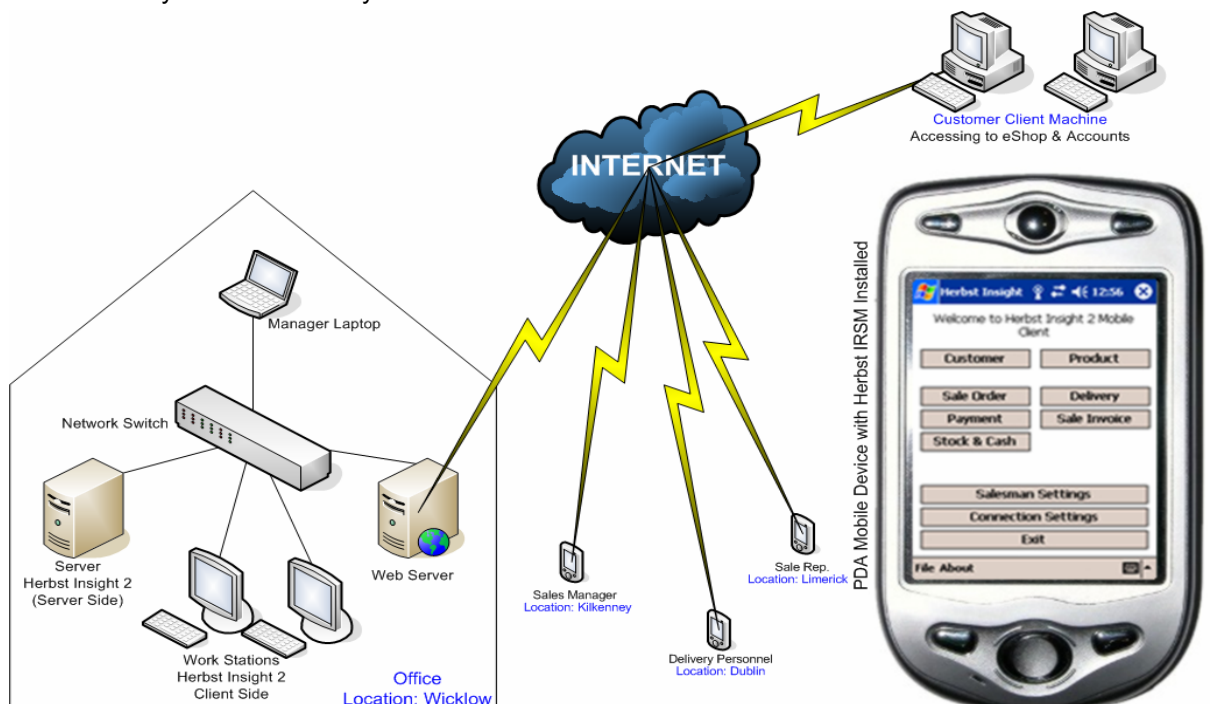 INTERNET
Customer Client Machine
Accessing to eShop & Accounts
Manager Laptop
Network Switch
Server
Herbst Insight 2
(Server Side)
Web Server
Work Stations
Herbst Insight 2
Client Side
Office
Location: Wicklow
Sales Manager
Location: Kilkenney
Delivery Personnel
Location: Dublin
Sale Rep.
Location: Limerick
PDA Mobile Device with Herbst IRSM Installed
Herbst Insight 12:56
Welcome to Herbst Insight 2 Mobile
Client
Customer Product
Sale Order Delivery
Payment Sale Invoice
Stock & Cash
Salesman Settings
Connection Settings
Exit
File About